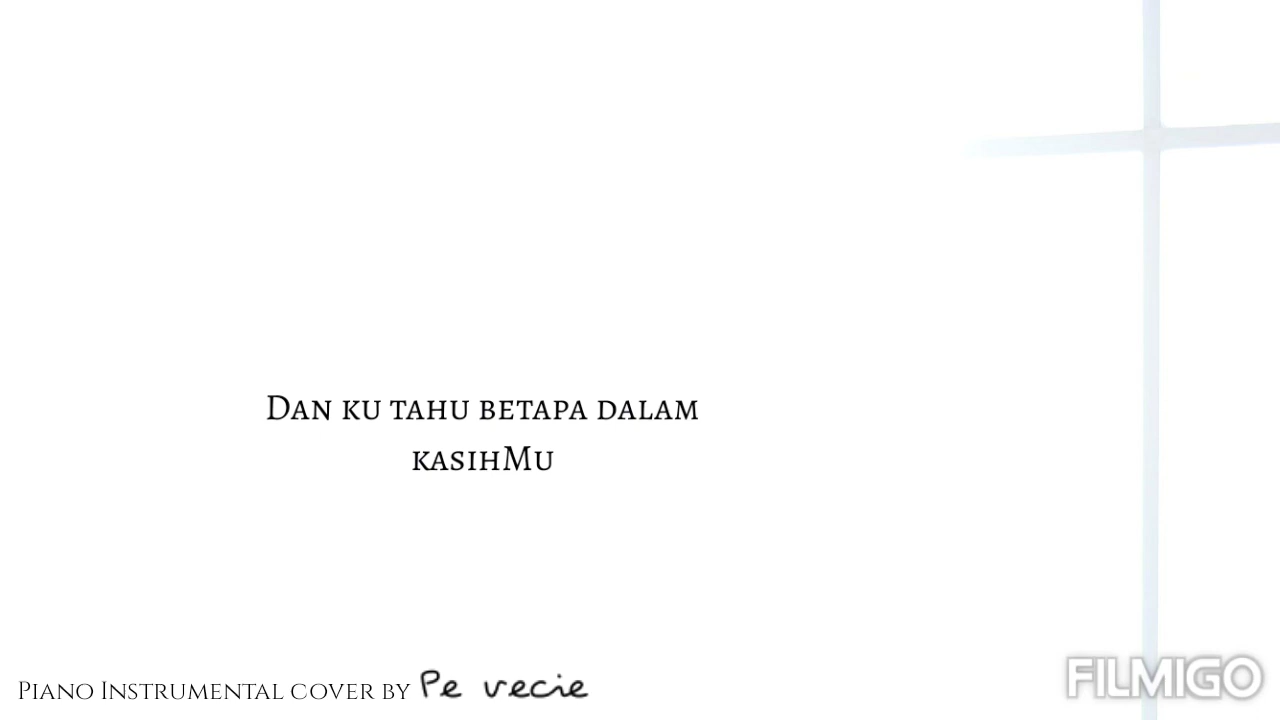 Dan ku tahu betapa dalam
kasihMu
Piano Instrumental cover by Pe vecie
FILMIGO